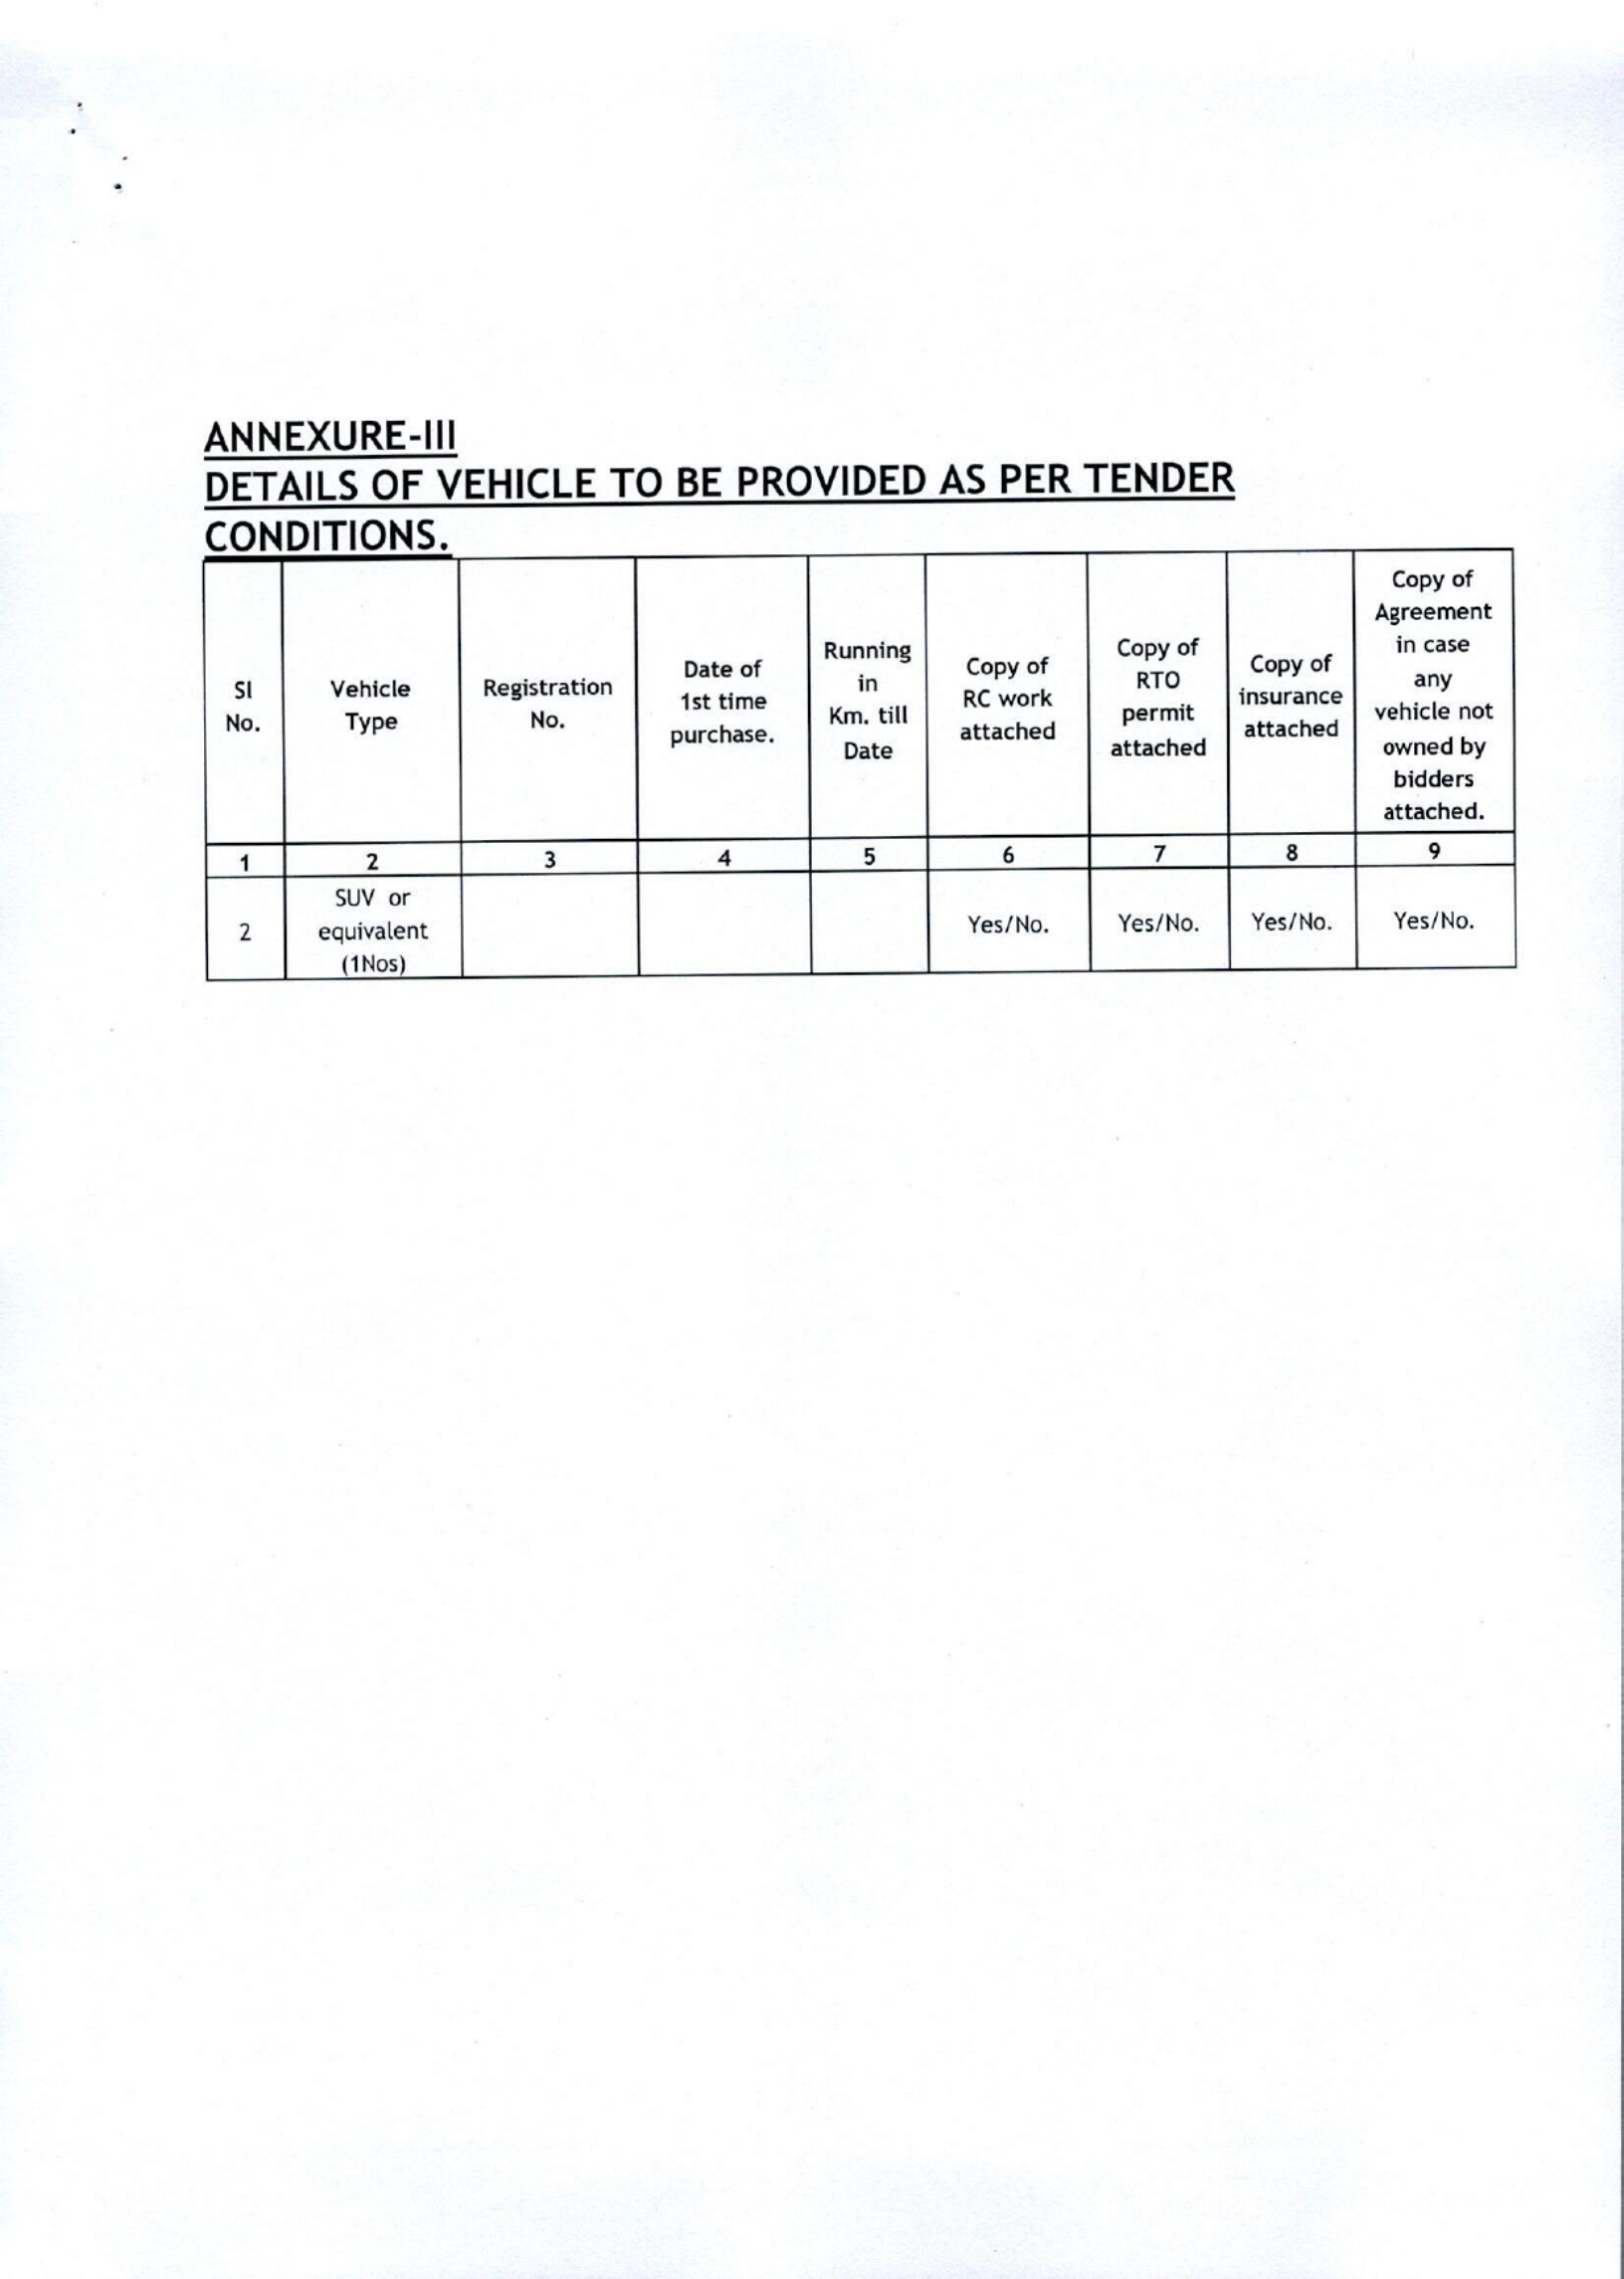 ANNEXURE-III
DETAILS OF VEHICLE TO BE PROVIDED AS PER TENDER
CONDITIONS.
Sl
No.
Vehicle
Type
Registration
No.
Date of
1st time
purchase.
Running
in
Km. till
Date
Copy of
RC work
attached
Copy of
RTO
permit
attached
Copy of
insurance
attached
Copy of
Agreement
in case
any
vehicle not
owned by
bidders
attached.
1 2 3 4 5 6 7 8 9
2
SUV or
equivalent
(1Nos)
Yes/No.
Yes/No.
Yes/No.
Yes/No.